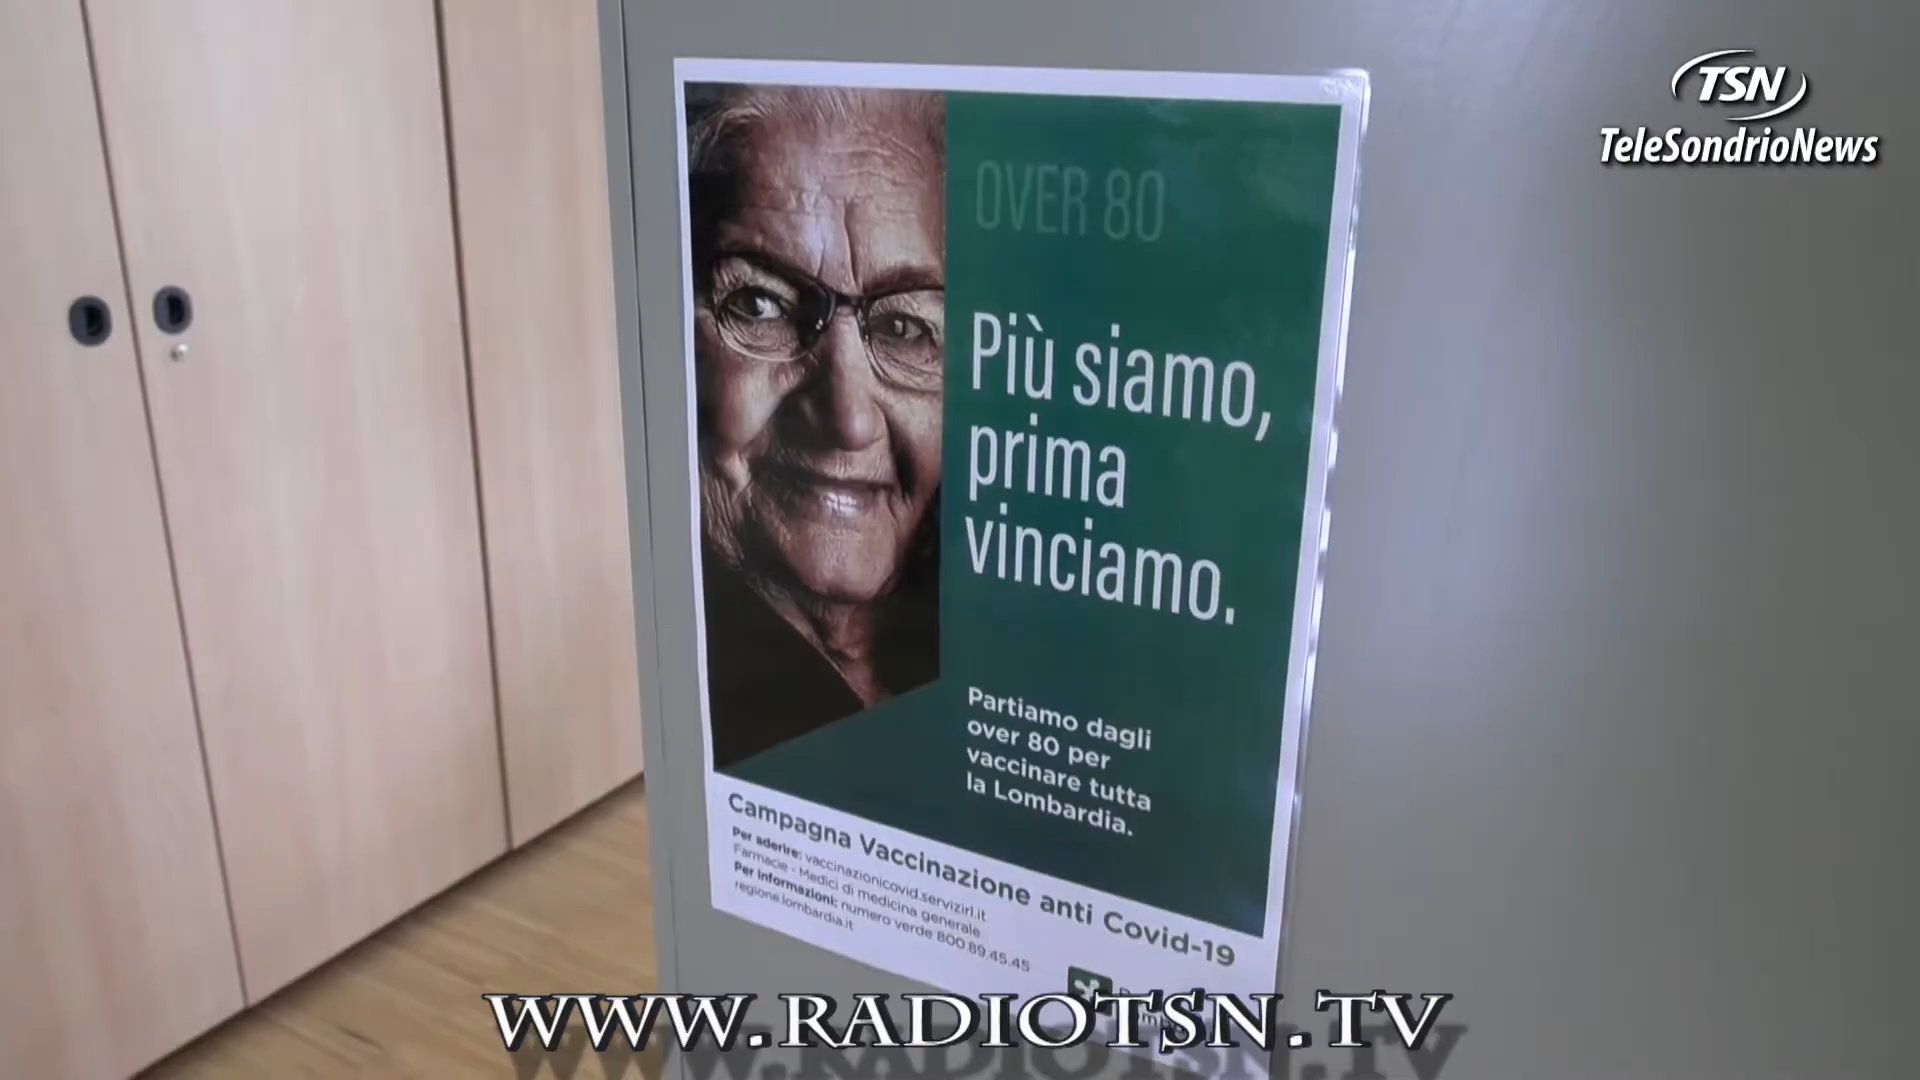 TSN
TeleSondrioNews
OVER 80
Più siamo,
prima
vinciamo.
Partiamo dagli
over 80 per
vaccinare tutta
la Lombardia.
Campagna Vaccinazione anti Covid-19
Per aderire: vaccinazionicovid.servizirl.it
Farmacie - Medici di medicina generale
Per informazioni: numero verde 800.89.45.45
regione.lombardia.it
WWW.RADIOTSN.TV